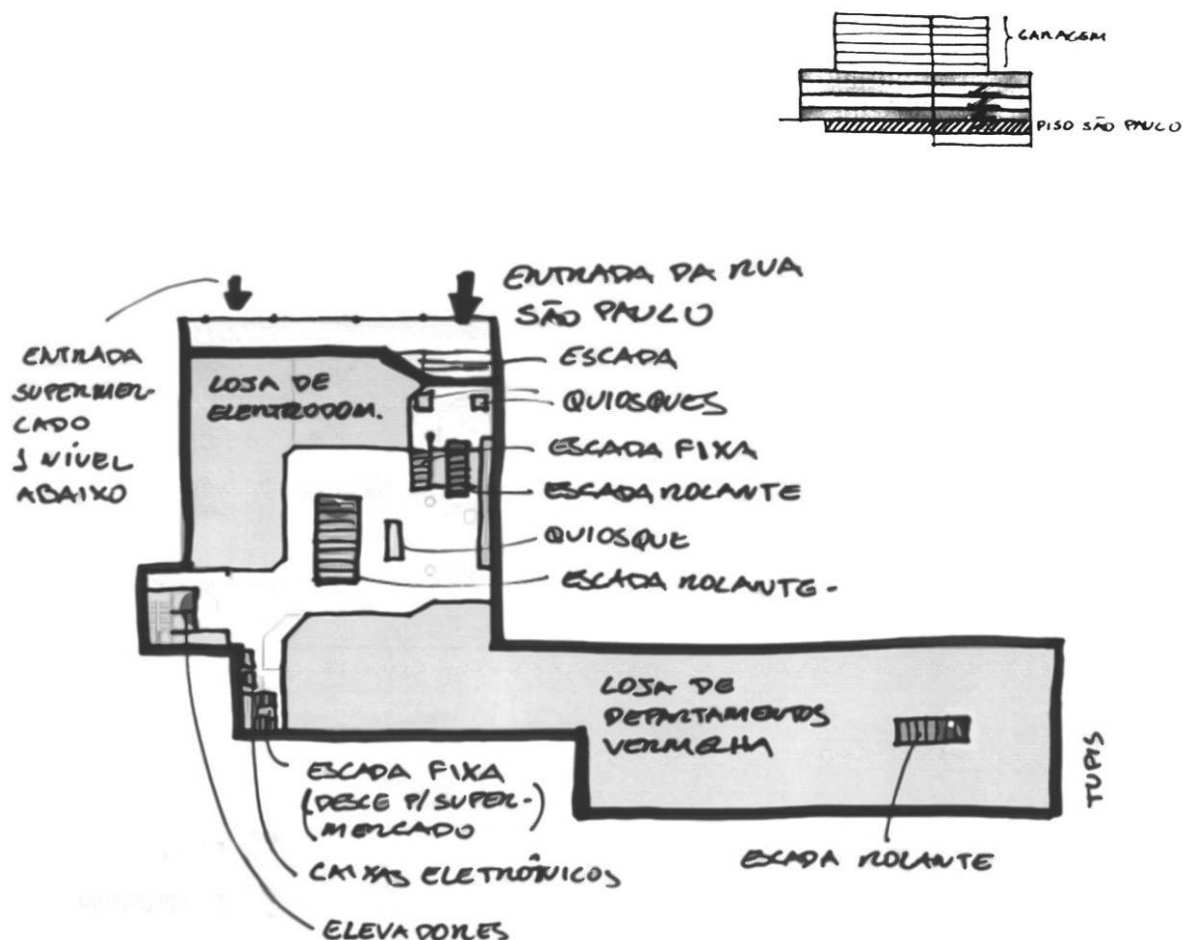 GARAGEM
PISO SÃO PAULO
ENTRADA DA RUA
SÃO PAULO
ENTRADA
SUPERMER-
CADO
1 NÍVEL
ABAIXO
LOJA DE
ELETRODOM.
ESCADA
QUIOSQUES
ESCADA FIXA
ESCADA ROLANTE
QUIOSQUE
ESCADA ROLANTE-
LOJA DE
DEPARTAMENTOS
VERMELHA
TUPIS
ESCADA FIXA
(DESCE P/SUPER-)
(MERCADO)
CAIXAS ELETRÔNICOS
ESCADA ROLANTE
ELEVADORES